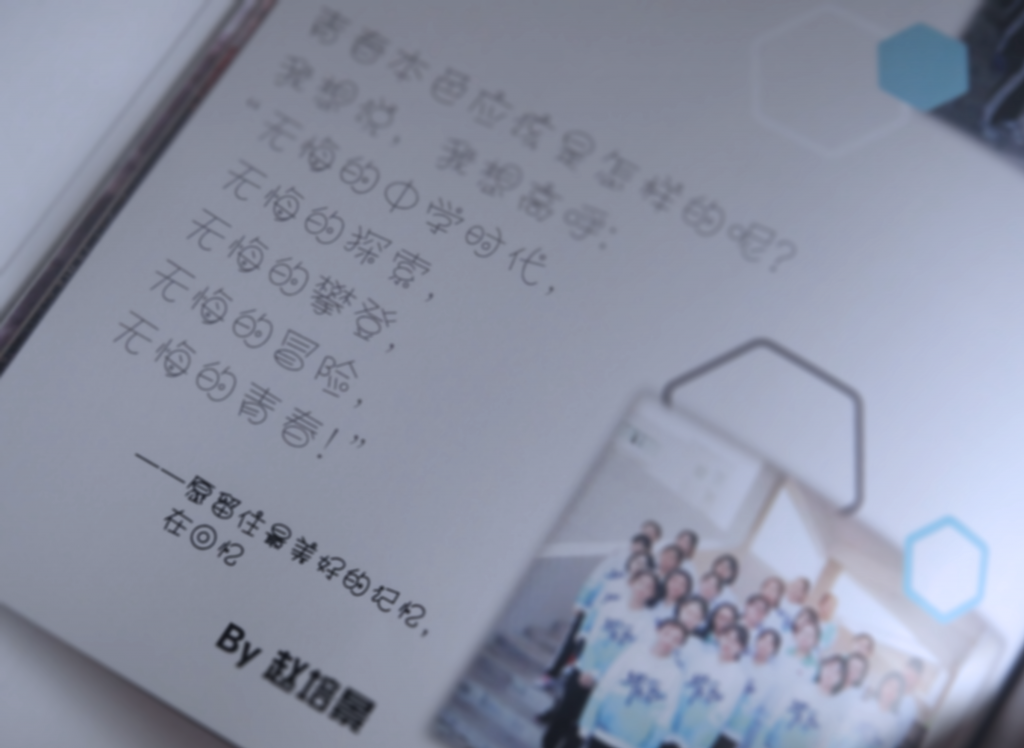 青春本色应该是怎样的呢?
我想说，我想高呼:
“无悔的中学时代，
无悔的探索，
无悔的攀登，
无悔的冒险，
无悔的青春!”
——愿留住最美好的记忆，
在回忆
By 赵培景